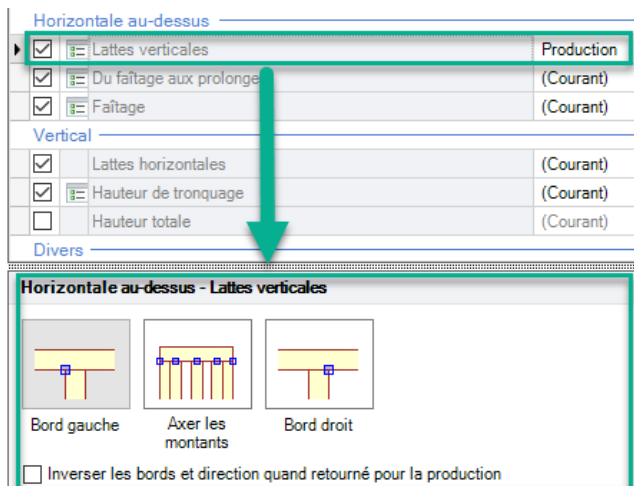 Horizontale au-dessus
Lattes verticales Production
Du faîtage aux prolonge (Courant)
Faîtage (Courant)
Vertical
Lattes horizontales (Courant)
Hauteur de tronquage (Courant)
Hauteur totale (Courant)
Divers
Horizontale au-dessus - Lattes verticales
Bord gauche
Axer les
montants
Bord droit
Inverser les bords et direction quand retourné pour la production